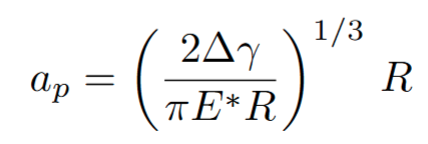 a_p = \left( \frac{2\Delta\gamma}{\pi E^* R} \right)^{1/3} R